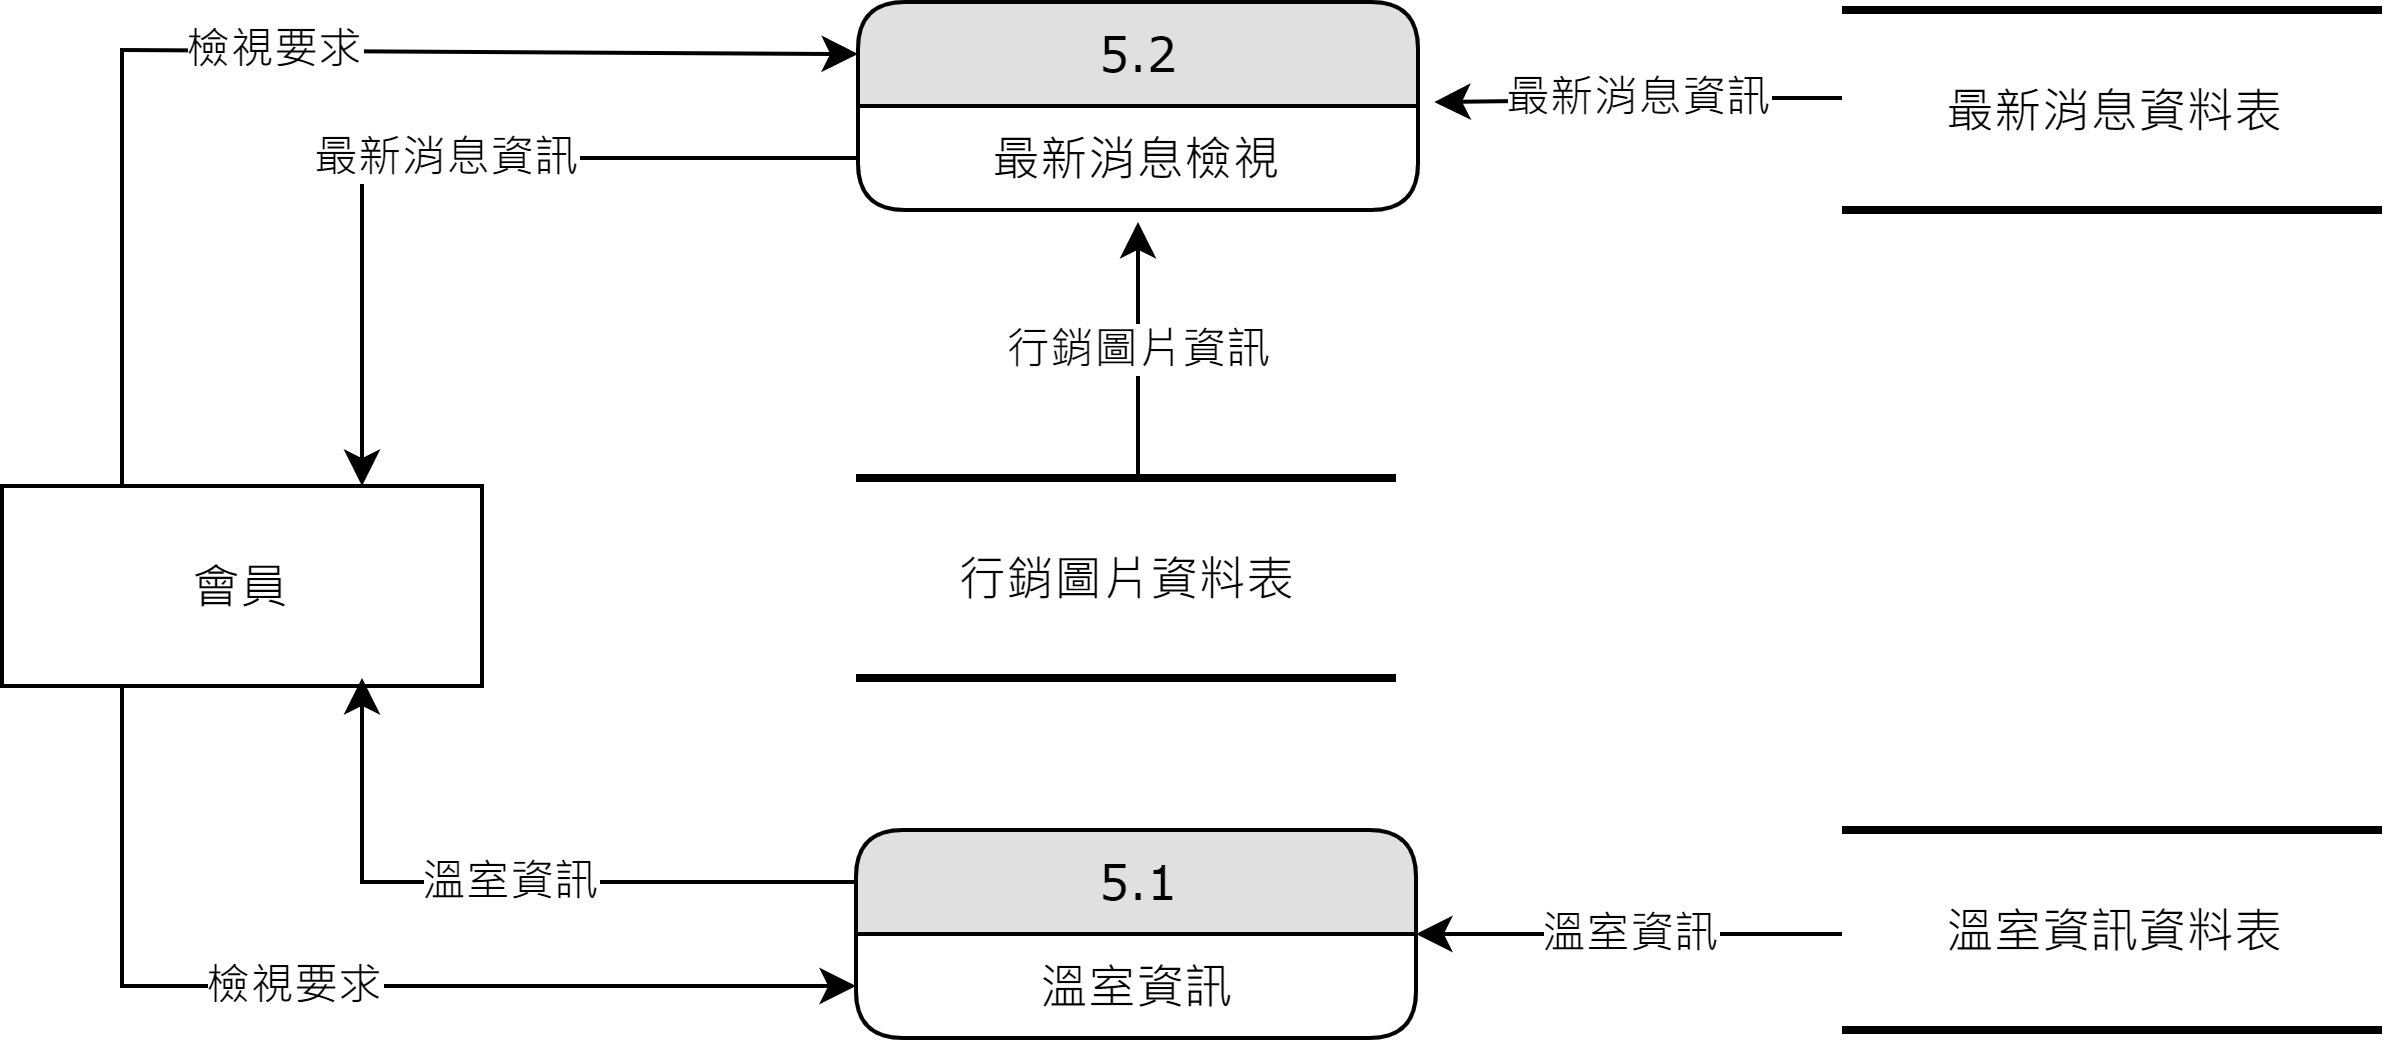 檢視要求
5.2
最新消息資訊
最新消息資料表
最新消息資訊
最新消息檢視
行銷圖片資訊
會員
行銷圖片資料表
溫室資訊
5.1
溫室資訊
溫室資訊資料表
檢視要求
溫室資訊